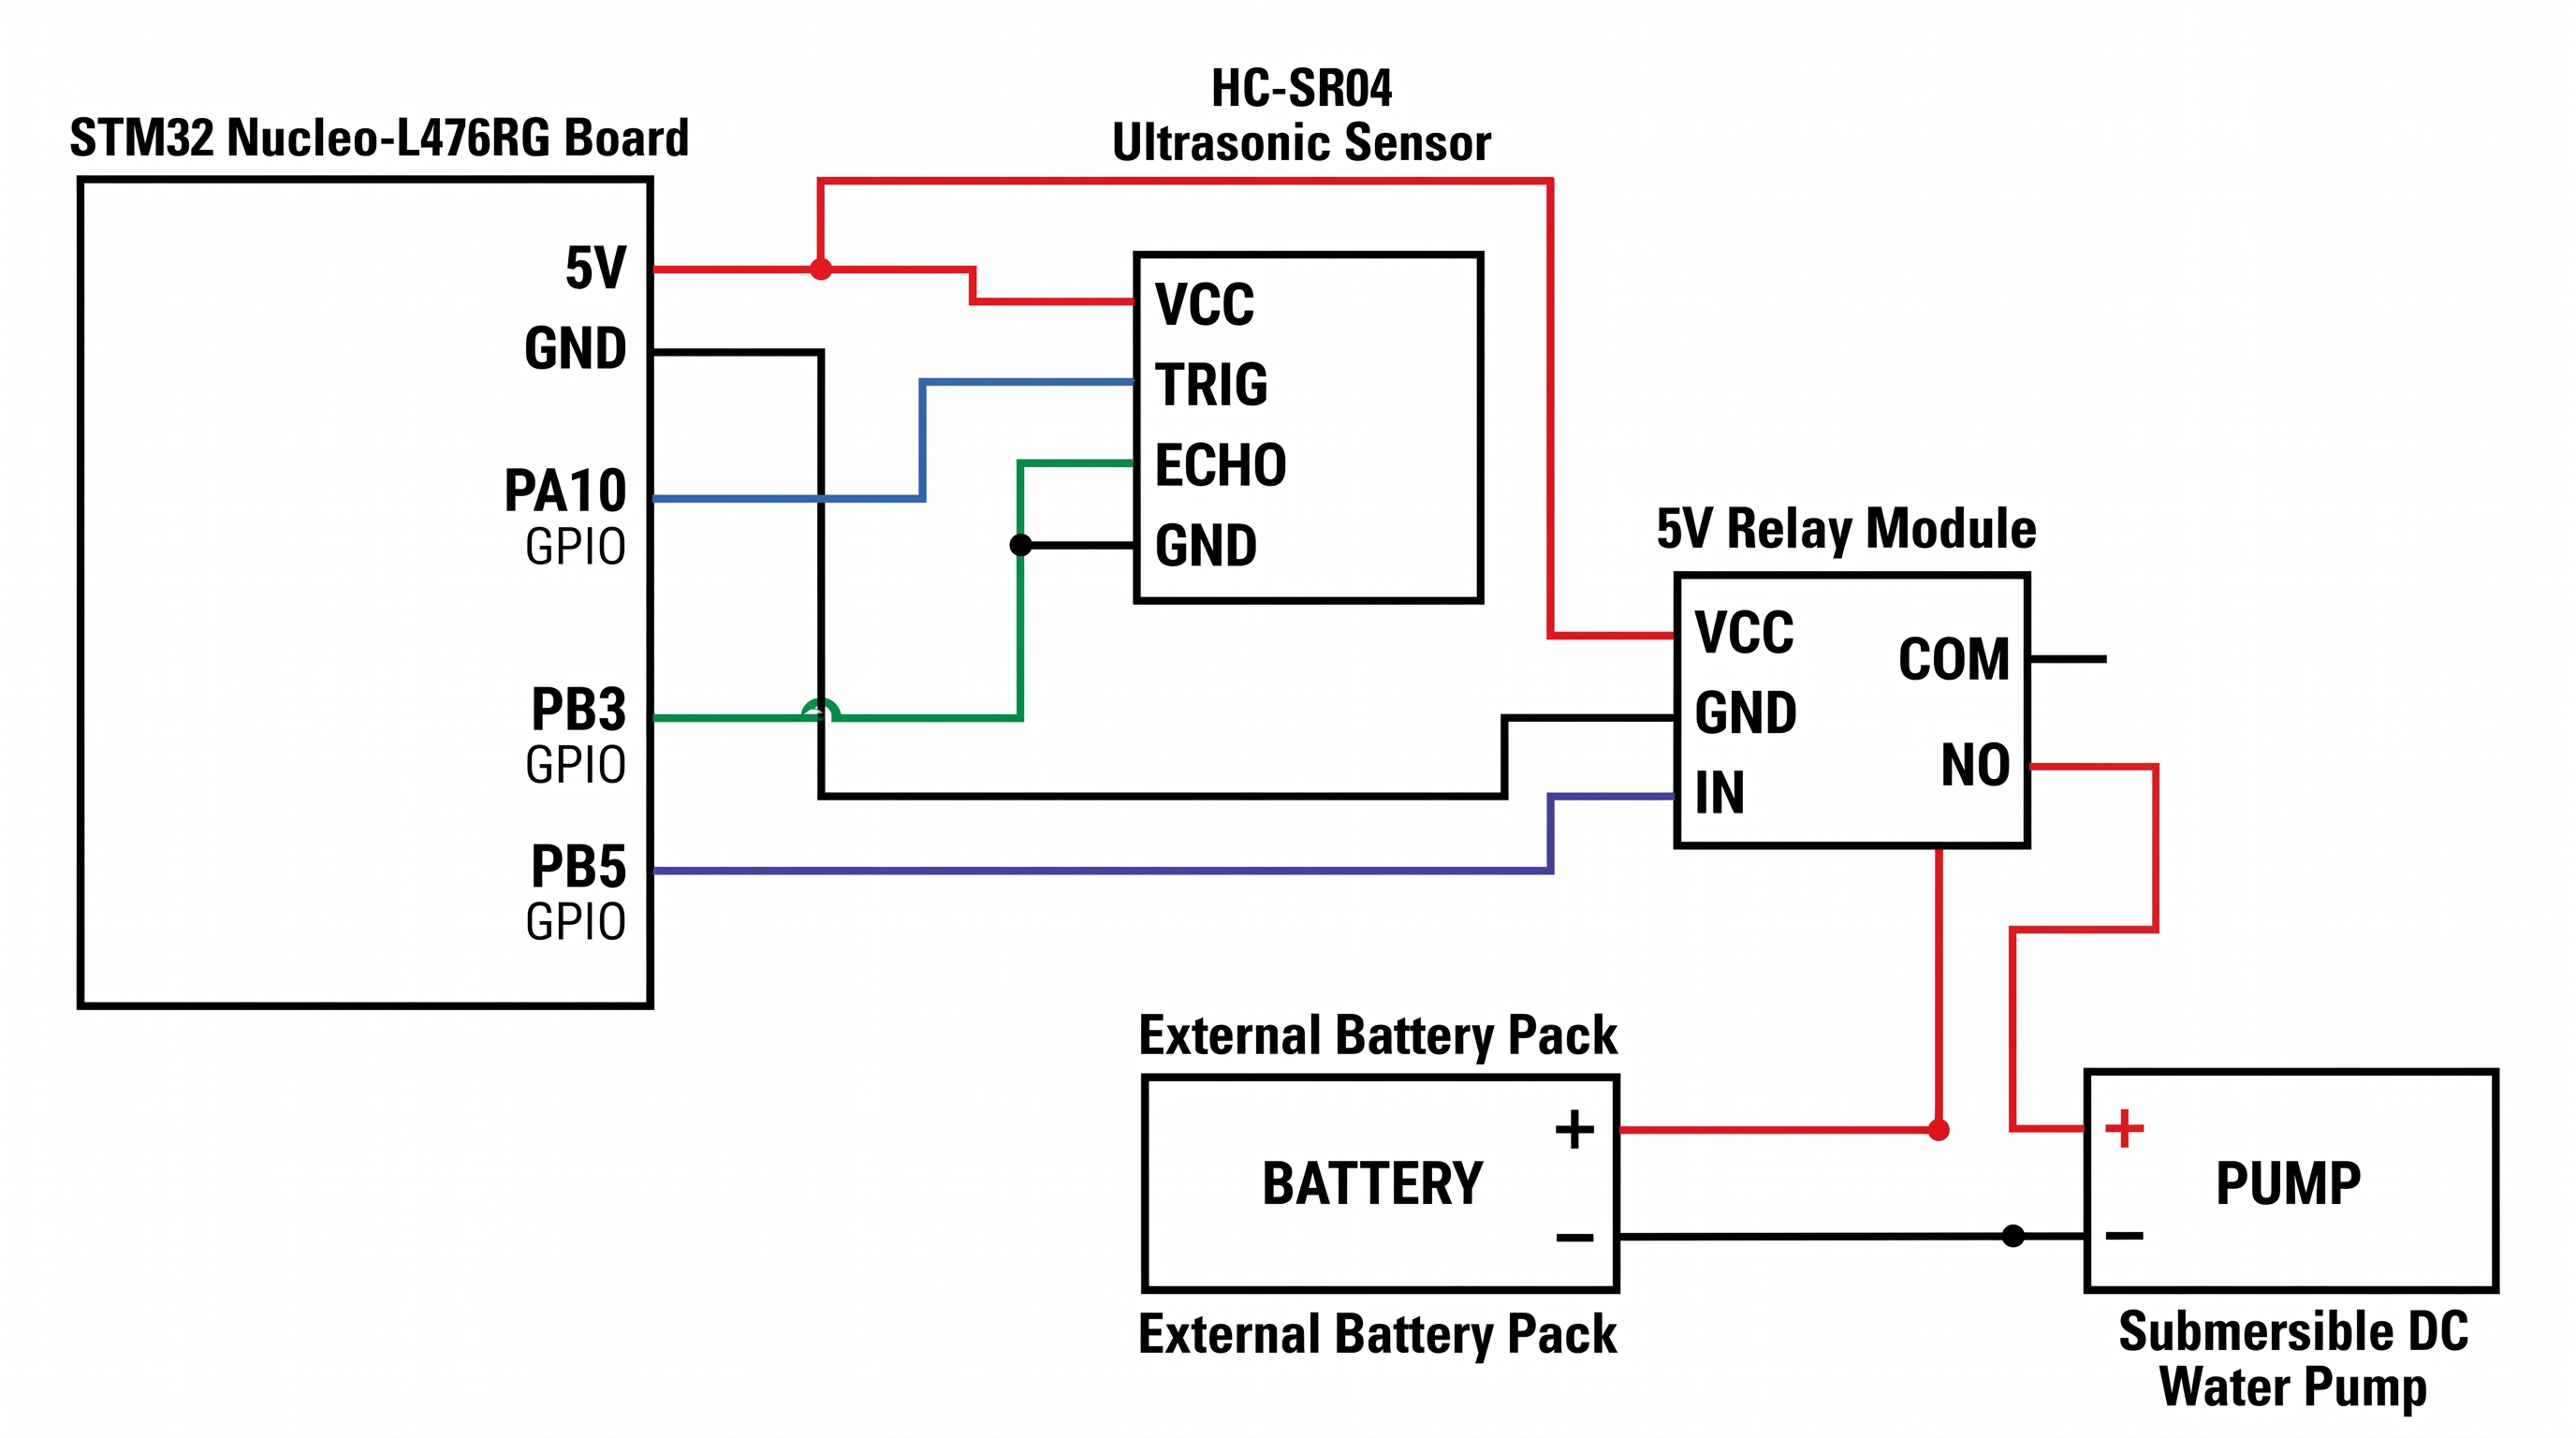 HC-SR04
Ultrasonic Sensor
STM32 Nucleo-L476RG Board
5V
GND
PA10
GPIO
PB3
GPIO
PB5
GPIO
VCC
TRIG
ECHO
GND
5V Relay Module
VCC
GND
IN
COM
NO
External Battery Pack
+
BATTERY
−
External Battery Pack
+
PUMP
−
Submersible DC
Water Pump